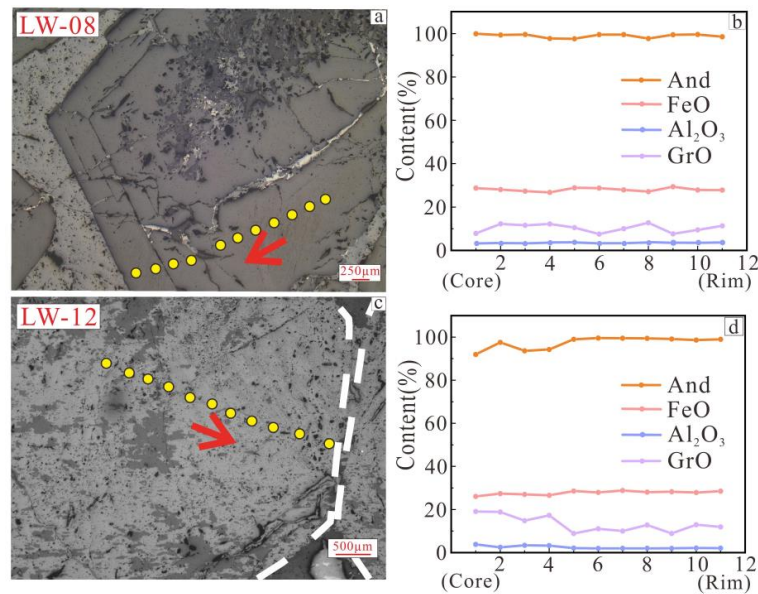 LW-08
a
250μm
b
Content(%)
100
80
60
40
20
0
And
FeO
Al₂O₃
GrO
2 4 6 8 10 12
(Core) (Rim)
LW-12
c
500μm
d
Content(%)
100
80
60
40
20
0
And
FeO
Al₂O₃
GrO
2 4 6 8 10 11 12
(Core) (Rim)